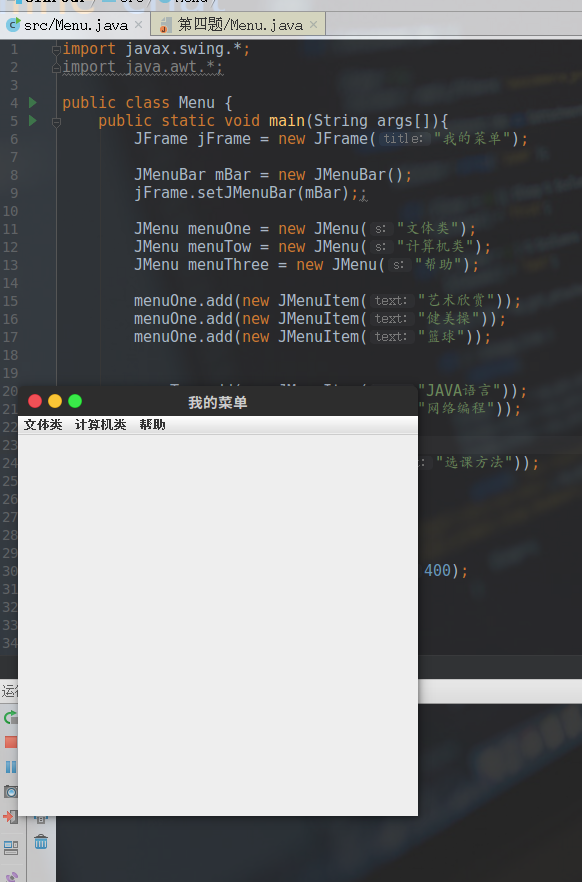 src/Menu.java × 第四题/Menu.java ×
1 import javax.swing.*;
2 import java.awt.*;
3
4 public class Menu {
5 public static void main(String args[]){
6 JFrame jFrame = new JFrame( title: "我的菜单");
7
8 JMenuBar mBar = new JMenuBar();
9 jFrame.setJMenuBar(mBar);;
10
11 JMenu menuOne = new JMenu( s: "文体类");
12 JMenu menuTow = new JMenu( s: "计算机类");
13 JMenu menuThree = new JMenu( s: "帮助");
14
15 menuOne.add(new JMenuItem( text: "艺术欣赏"));
16 menuOne.add(new JMenuItem( text: "健美操"));
17 menuOne.add(new JMenuItem( text: "篮球"));
18
19
20 "JAVA语言"));
21 "网络编程"));
22
23
24 : "选课方法"));
25
26
27
28
29
30 400);
31
32
33
34
我的菜单
文体类 计算机类 帮助